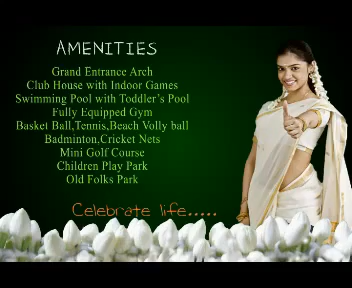 AMENITIES
Grand Entrance Arch
Club House with Indoor Games
Swimming Pool with Toddler's Pool
Fully Equipped Gym
Basket Ball,Tennis,Beach Volly ball
Badminton,Cricket Nets
Mini Golf Course
Children Play Park
Old Folks Park
Celebrate life.....